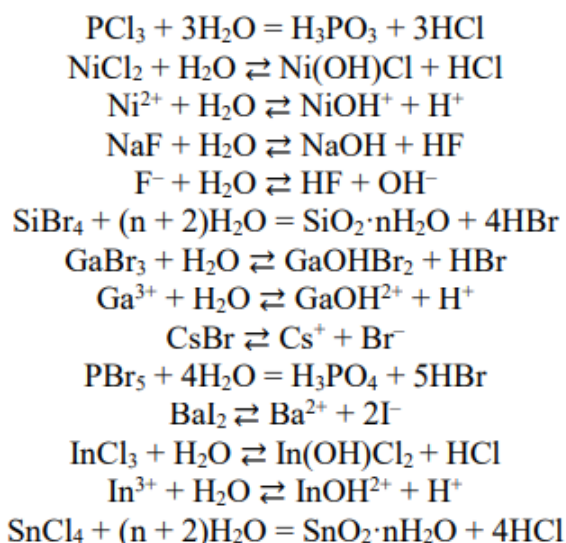 PCl₃ + 3H₂O = H₃PO₃ + 3HCl
NiCl₂ + H₂O ⇄ Ni(OH)Cl + HCl
Ni²⁺ + H₂O ⇄ NiOH⁺ + H⁺
NaF + H₂O ⇄ NaOH + HF
F⁻ + H₂O ⇄ HF + OH⁻
SiBr₄ + (n + 2)H₂O = SiO₂·nH₂O + 4HBr
GaBr₃ + H₂O ⇄ GaOHBr₂ + HBr
Ga³⁺ + H₂O ⇄ GaOH²⁺ + H⁺
CsBr ⇄ Cs⁺ + Br⁻
PBr₅ + 4H₂O = H₃PO₄ + 5HBr
BaI₂ ⇄ Ba²⁺ + 2I⁻
InCl₃ + H₂O ⇄ In(OH)Cl₂ + HCl
In³⁺ + H₂O ⇄ InOH²⁺ + H⁺
SnCl₄ + (n + 2)H₂O = SnO₂·nH₂O + 4HCl